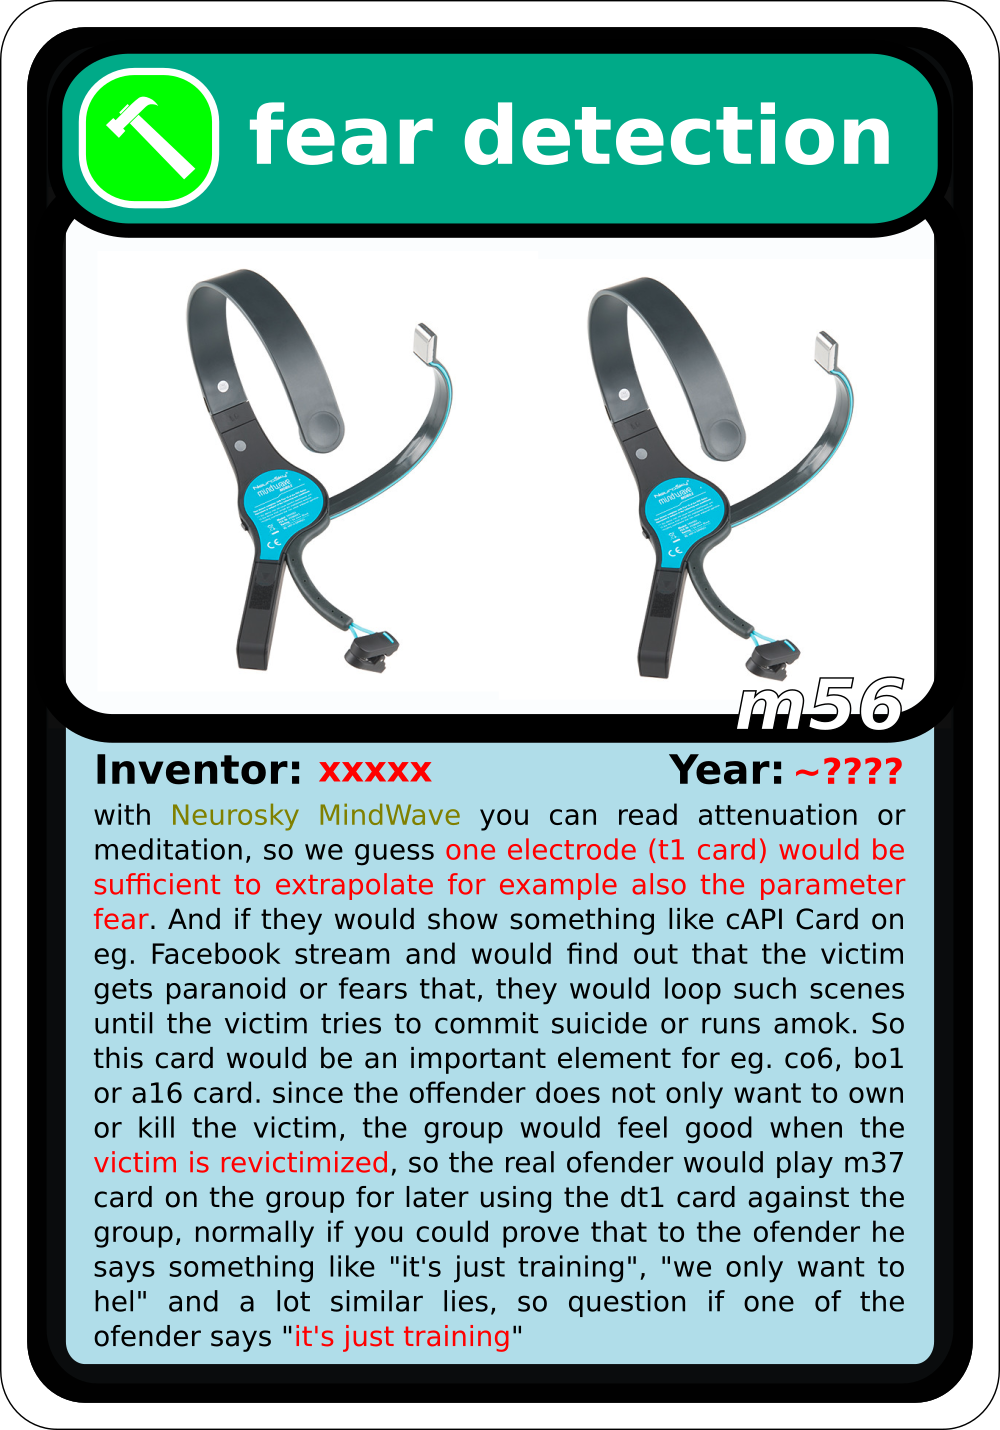 fear detection
NeuroSky
mindwave
mobile
NeuroSky
mindwave
mobile
m56
Inventor: xxxxx Year: ~????
with Neurosky MindWave you can read attenuation or
meditation, so we guess one electrode (t1 card) would be
sufficient to extrapolate for example also the parameter
fear. And if they would show something like cAPI Card on
eg. Facebook stream and would find out that the victim
gets paranoid or fears that, they would loop such scenes
until the victim tries to commit suicide or runs amok. So
this card would be an important element for eg. co6, bo1
or a16 card. since the offender does not only want to own
or kill the victim, the group would feel good when the
victim is revictimized, so the real ofender would play m37
card on the group for later using the dt1 card against the
group, normally if you could prove that to the ofender he
says something like "it's just training", "we only want to
hel" and a lot similar lies, so question if one of the
ofender says "it's just training"